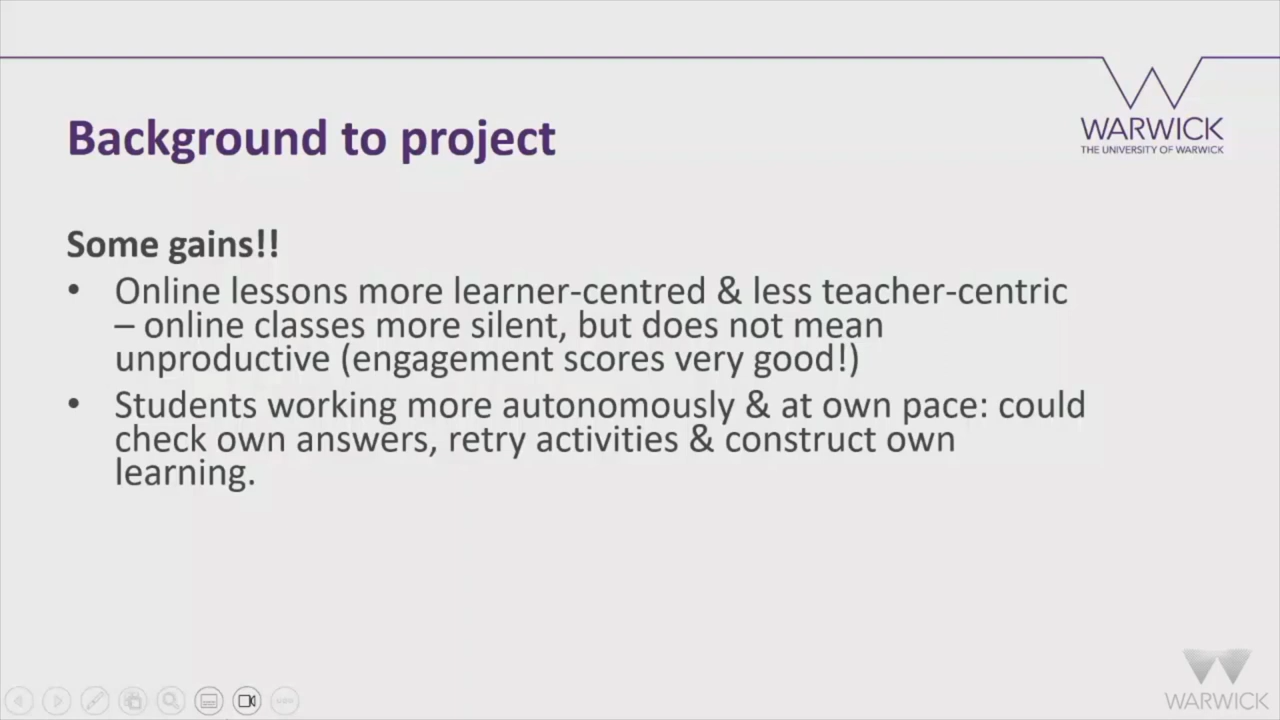 WARWICK
THE UNIVERSITY OF WARWICK
Background to project
Some gains!!
• Online lessons more learner-centred & less teacher-centric
– online classes more silent, but does not mean
unproductive (engagement scores very good!)
• Students working more autonomously & at own pace: could
check own answers, retry activities & construct own
learning.
WARWICK